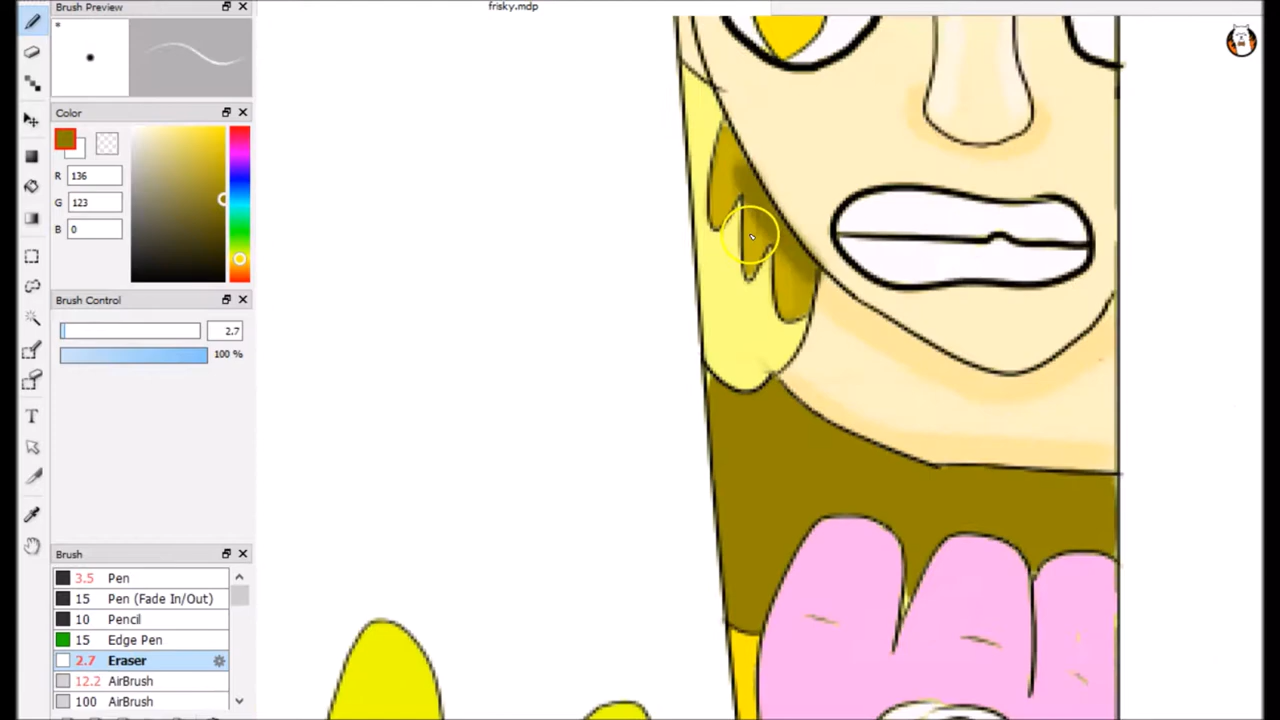 Brush Preview
frisky.mdp
Color
R 136
G 123
B 0
Brush Control
2.7
100 %
T
Brush
3.5 Pen
15 Pen (Fade In/Out)
10 Pencil
15 Edge Pen
2.7 Eraser
12.2 AirBrush
100 AirBrush